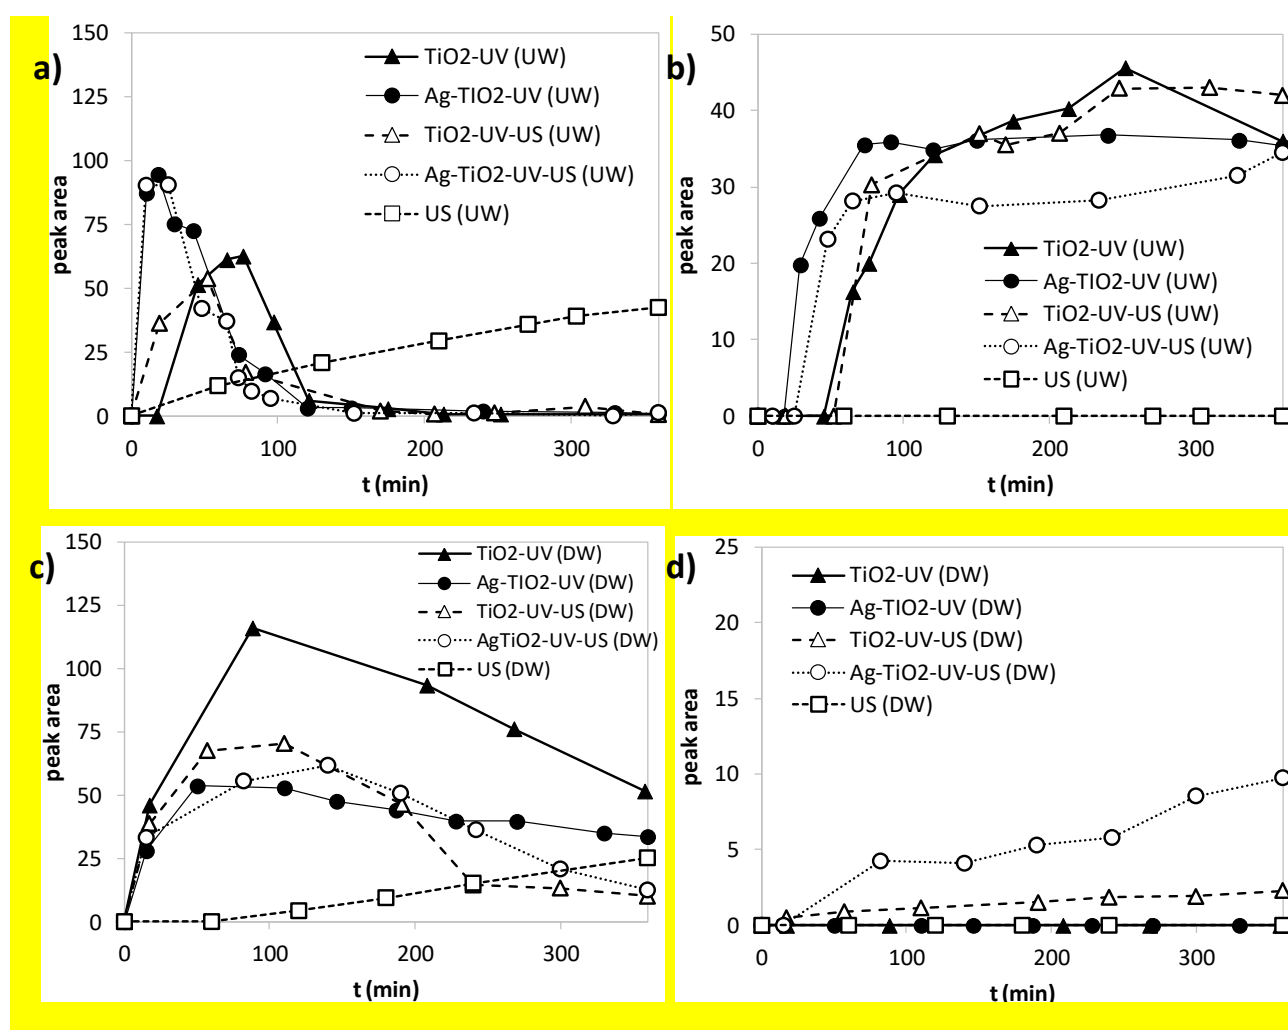 a)
peak area
150
125
100
75
50
25
0
0 100 200 300
t (min)
TiO2-UV (UW)
Ag-TIO2-UV (UW)
TiO2-UV-US (UW)
Ag-TiO2-UV-US (UW)
US (UW)
b)
peak area
50
40
30
20
10
0
0 100 200 300
t (min)
TiO2-UV (UW)
Ag-TIO2-UV (UW)
TiO2-UV-US (UW)
Ag-TiO2-UV-US (UW)
US (UW)
c)
peak area
150
125
100
75
50
25
0
0 100 200 300
t (min)
TiO2-UV (DW)
Ag-TIO2-UV (DW)
TiO2-UV-US (DW)
AgTiO2-UV-US (DW)
US (DW)
d)
peak area
25
20
15
10
5
0
0 100 200 300
t (min)
TiO2-UV (DW)
Ag-TIO2-UV (DW)
TiO2-UV-US (DW)
Ag-TiO2-UV-US (DW)
US (DW)